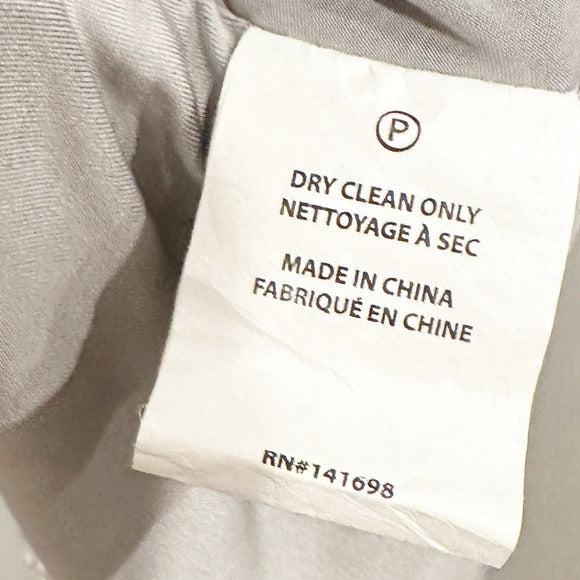 P
DRY CLEAN ONLY
NETTOYAGE À SEC
MADE IN CHINA
FABRIQUÉ EN CHINE
RN#141698